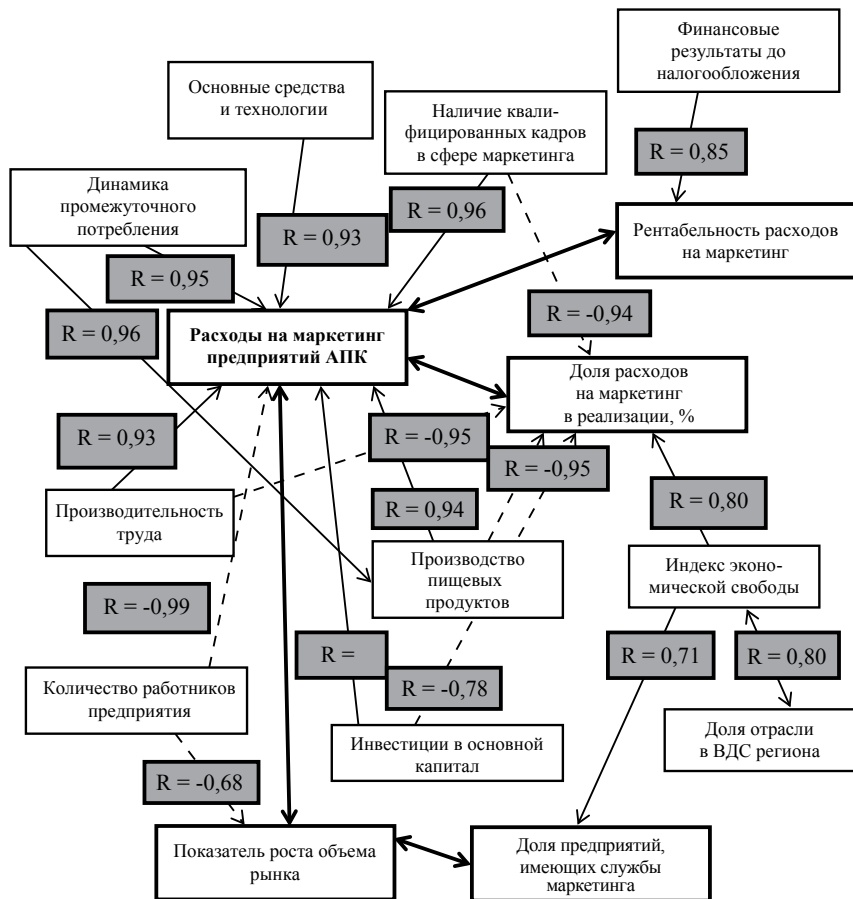 Финансовые
результаты до
налогообложения
Основные средства
и технологии
Наличие квали-
фицированных кадров
в сфере маркетинга
R = 0,85
Динамика
промежуточного
потребления
R = 0,96
R = 0,93
Рентабельность расходов
на маркетинг
R = 0,95
R = 0,96
Расходы на маркетинг
предприятий АПК
R = -0,94
Доля расходов
на маркетинг
в реализации, %
R = 0,93
R = -0,95
R = -0,95
R = 0,80
R = 0,94
Производительность
труда
Производство
пищевых
продуктов
Индекс эконо-
мической свободы
R = -0,99
R =
R = 0,71
R = 0,80
R = -0,78
Количество работников
предприятия
Инвестиции в основной
капитал
Доля отрасли
в ВДС региона
R = -0,68
Показатель роста объема
рынка
Доля предприятий,
имеющих службы
маркетинга